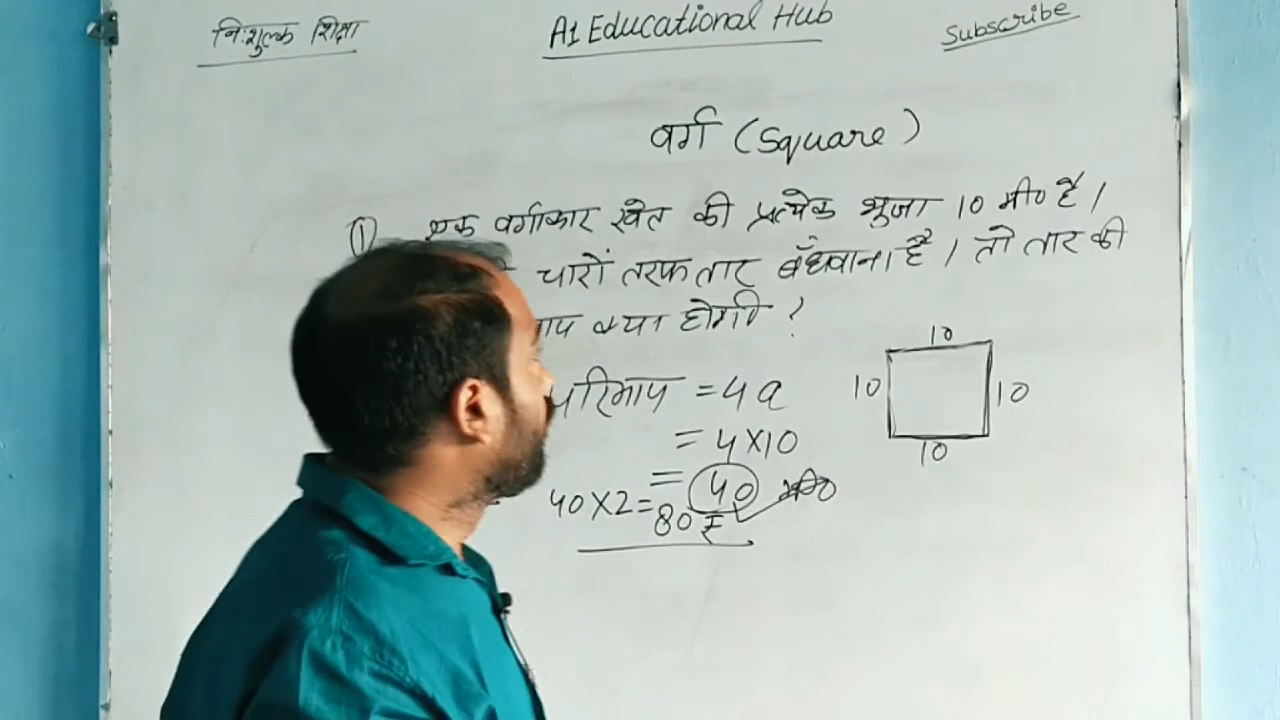 निःशुल्क शिक्षा
A1 Educational Hub
Subscribe
वर्ग (Square)
① एक वर्गाकार खेत की प्रत्येक भुजा 10 मी० है।
चारों तरफ तार बँधवाना है। तो तार की
क्या होगी ?
परिमाप = 4a
= 4×10
= 40 मी०
40×2=
80 ₹
10
10
10
10